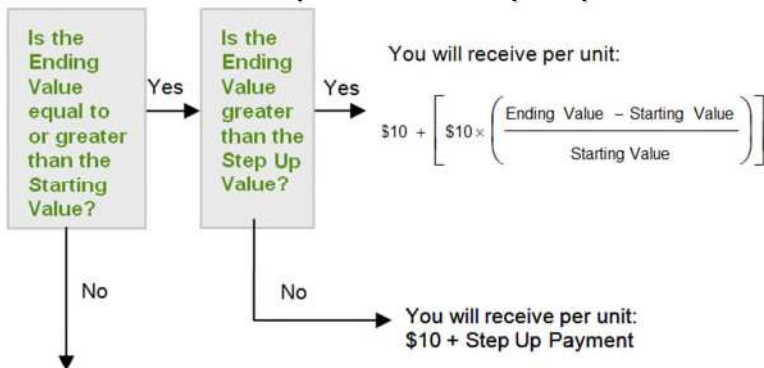 Is the
Ending
Value
equal to
or greater
than the
Starting
Value?
Yes
Is the
Ending
Value
greater
than the
Step Up
Value?
Yes
You will receive per unit:
$10 + [ $10 × ( Ending Value – Starting Value / Starting Value ) ]
No
No
You will receive per unit:
$10 + Step Up Payment